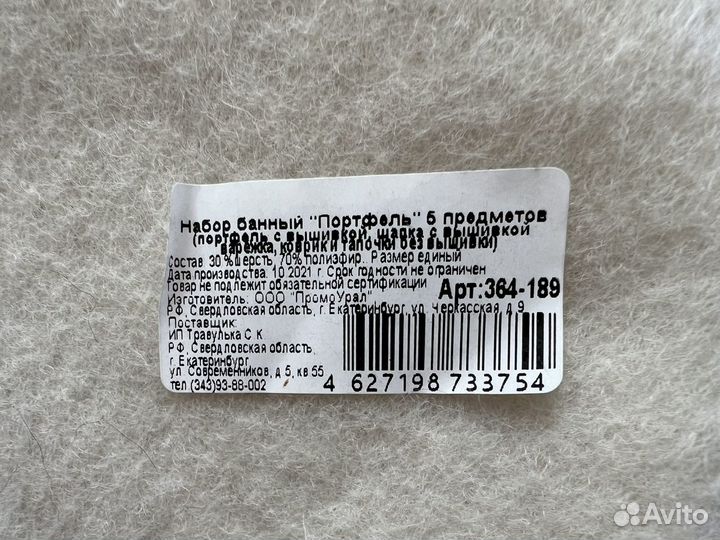 Набор банный "Портфель" 5 предметов
(портфель с вышивкой, шапка с вышивкой
варежка, коврик и тапочки без вышивки)
Состав: 30 % шерсть, 70% полиэфир. Размер единый
Дата производства: 10.2021 г. Срок годности не ограничен
Товар не подлежит обязательной сертификации
Арт:364-189
Изготовитель: ООО "ПромоУрал"
РФ, Свердловская область, г. Екатеринбург, ул. Черкасская, д.9
Поставщик:
ИП Травулька С.К
РФ, Свердловская область,
г. Екатеринбург
ул. Современников, д.5, кв 55
тел.(343)93-88-002
4 627198 733754
Avito